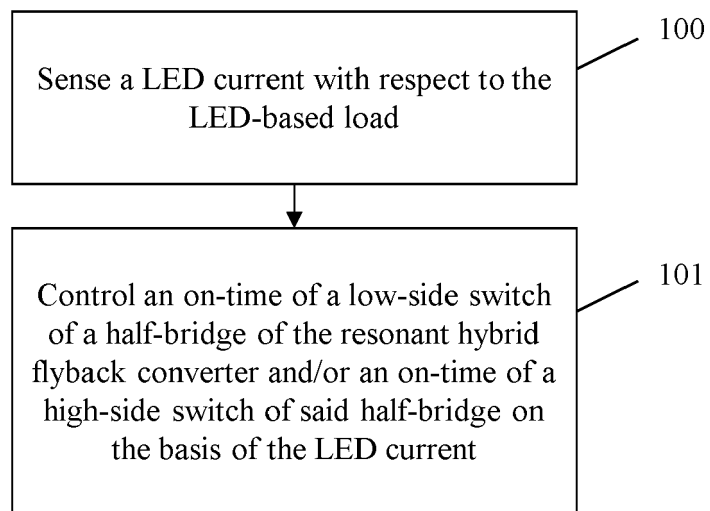 100
Sense a LED current with respect to the
LED-based load
101
Control an on-time of a low-side switch
of a half-bridge of the resonant hybrid
flyback converter and/or an on-time of a
high-side switch of said half-bridge on
the basis of the LED current